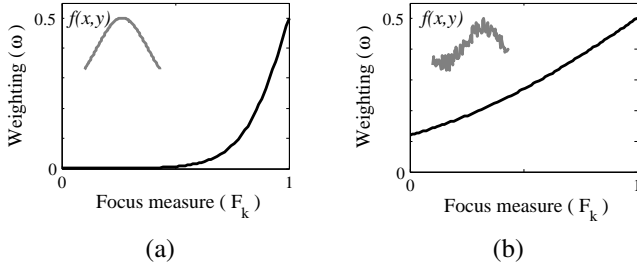 0.5
f(x,y)
Weighting (ω)
0
0
1
Focus measure ( F_k )
(a)
0.5
f(x,y)
Weighting (ω)
0
0
1
Focus measure ( F_k )
(b)